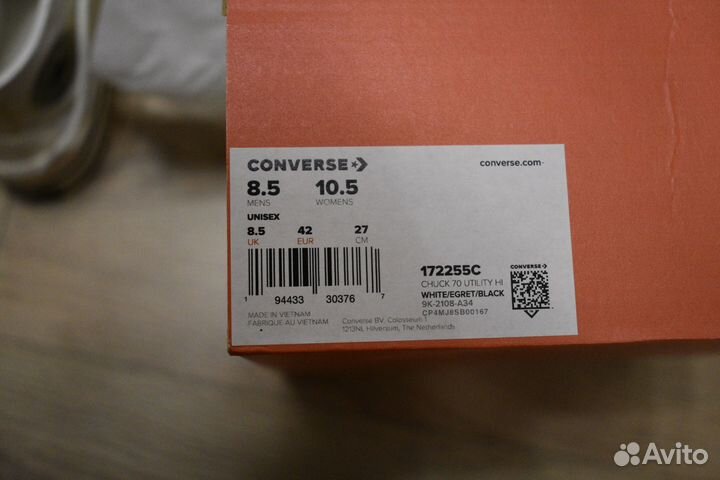 CONVERSE
converse.com
8.5 10.5
MENS WOMENS
UNISEX
8.5 42 27
UK EUR CM
172255C
CHUCK 70 UTILITY HI
WHITE/EGRET/BLACK
9K-2108-A34
CP4MJ8SB00167
CONVERSE
1 94433 30376 7
MADE IN VIETNAM
FABRIQUE AU VIETNAM
Converse BV, Colosseum 1
1213NL Hilversum, The Netherlands
Avito